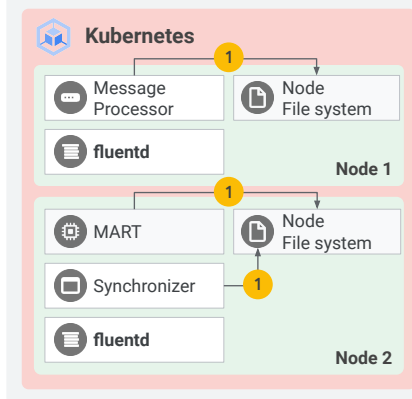 Kubernetes
1
Message
Processor
Node
File system
fluentd
Node 1
1
MART
Node
File system
Synchronizer
1
fluentd
Node 2